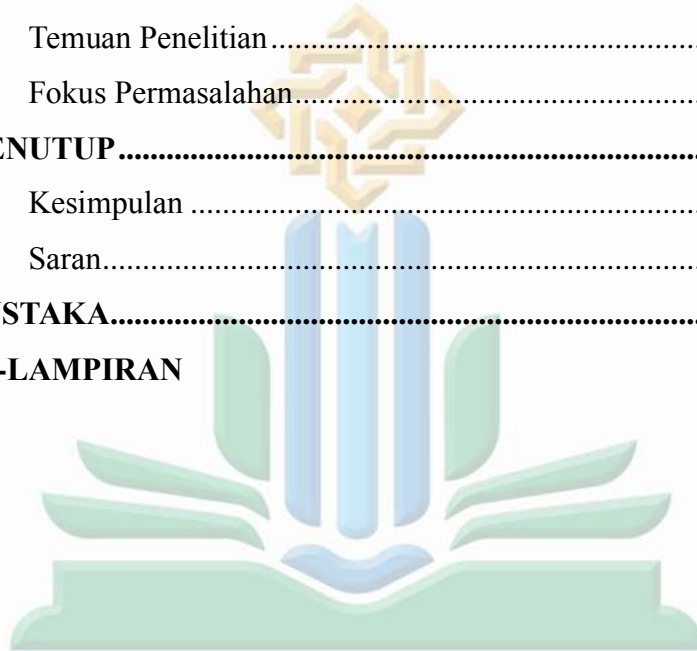 Temuan Penelitian................................................................
Fokus Permasalahan................................................................
ENUTUP................................................................
Kesimpulan ................................................................
Saran................................................................
STAKA................................................................
-LAMPIRAN